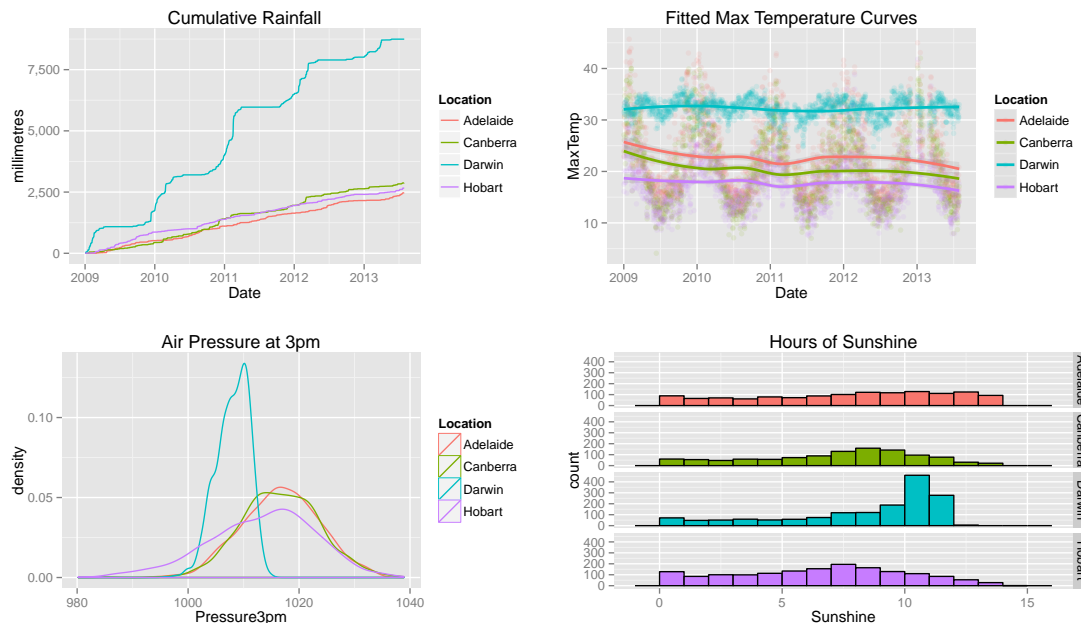 Cumulative Rainfall
millimetres
7,500
5,000
2,500
0
2009
2010
2011
2012
2013
Date
Location
Adelaide
Canberra
Darwin
Hobart
Fitted Max Temperature Curves
MaxTemp
40
30
20
10
2009
2010
2011
2012
2013
Date
Location
Adelaide
Canberra
Darwin
Hobart
Air Pressure at 3pm
density
0.10
0.05
0.00
980
1000
1020
1040
Pressure3pm
Location
Adelaide
Canberra
Darwin
Hobart
Hours of Sunshine
count
400
300
200
100
0
Adelaide
400
300
200
100
0
Canberra
400
300
200
100
0
Darwin
400
300
200
100
0
Hobart
0
5
10
15
Sunshine